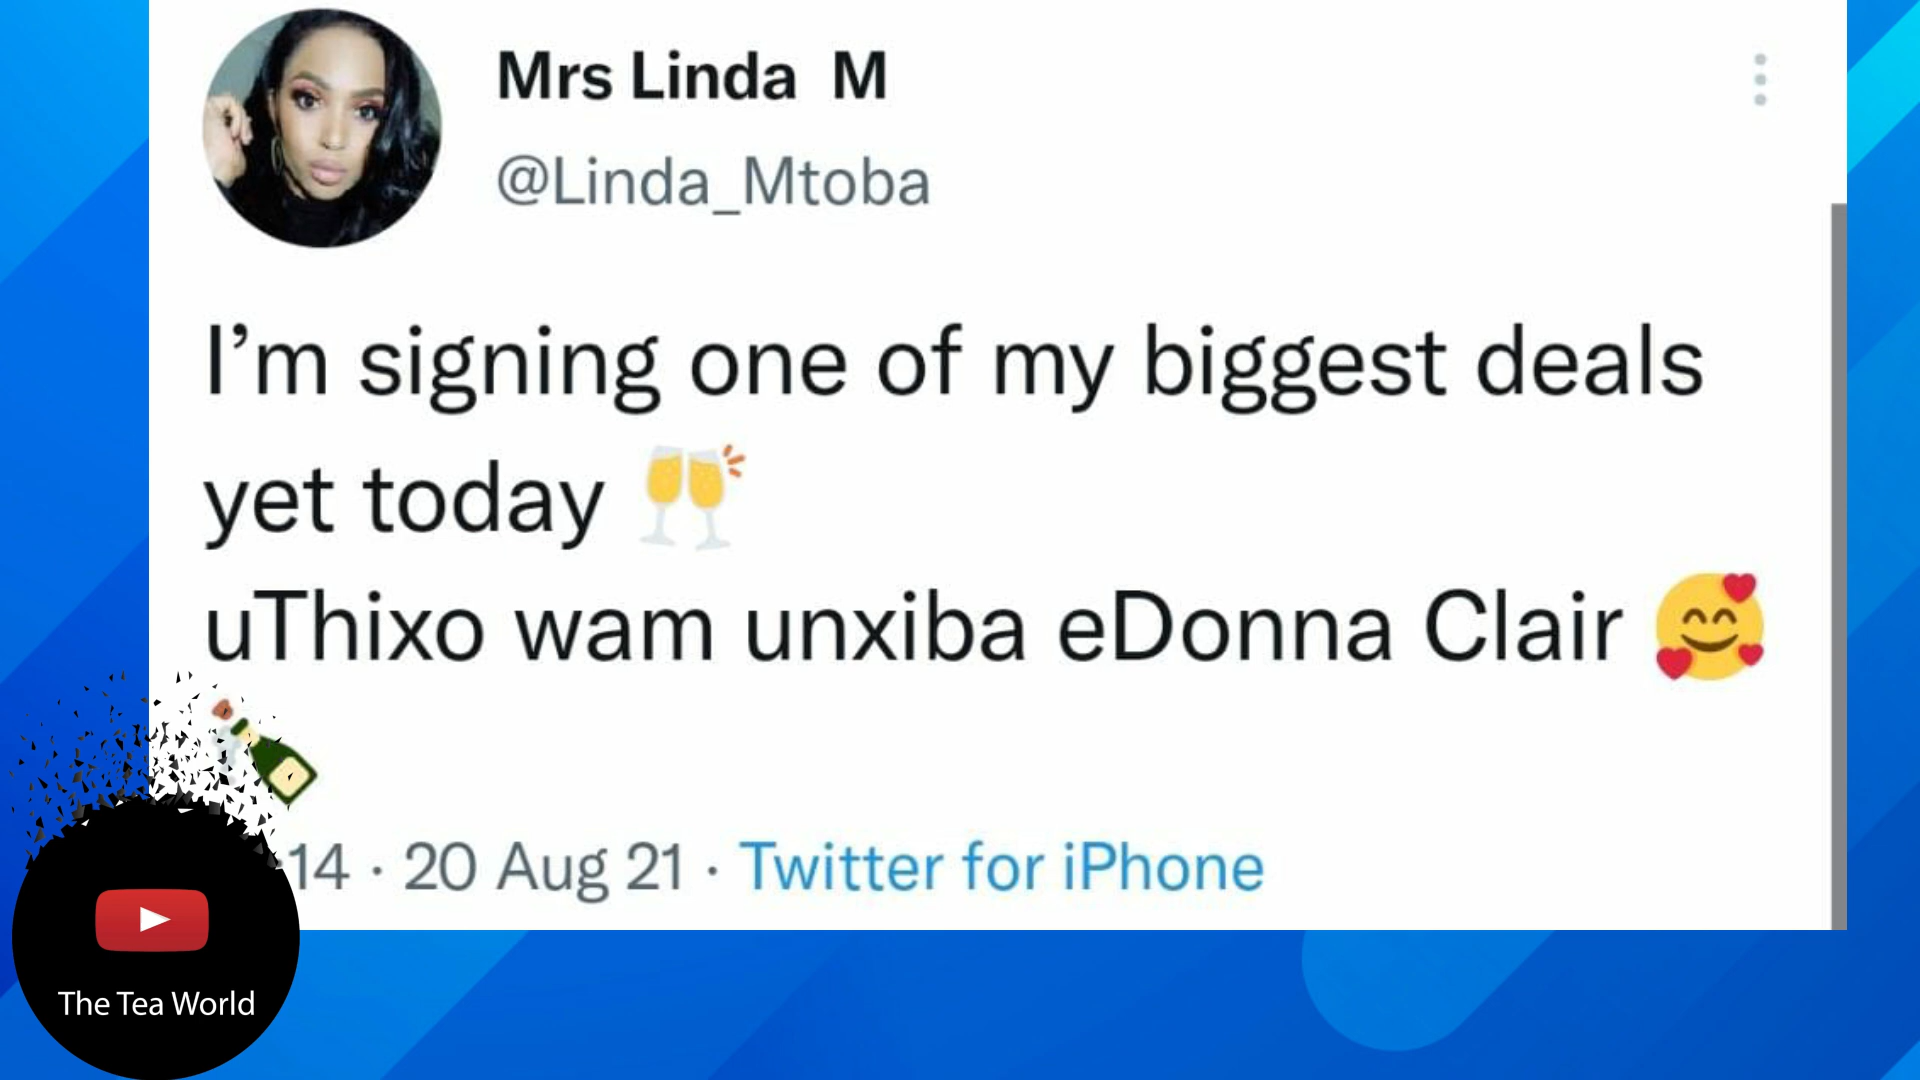 Mrs Linda M
@Linda_Mtoba
I'm signing one of my biggest deals
yet today 🥂
uThixo wam unxiba eDonna Clair 🥰
🍾
:14 · 20 Aug 21 · Twitter for iPhone
The Tea World